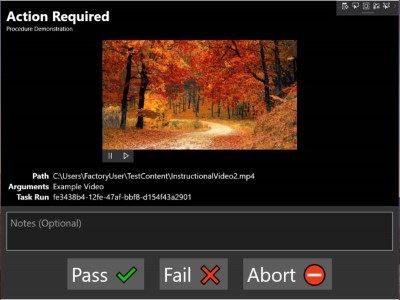 Action Required
Procedure Demonstration
Path C:\Users\FactoryUser\TestContent\InstructionalVideo2.mp4
Arguments Example Video
Task Run fe3438b4-12fe-47af-bbf8-d154f43a2901
Notes (Optional)
Pass
Fail
Abort